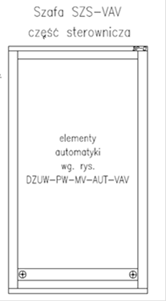 Szafa SZS-VAV
część sterownicza
elementy
automatyki
wg. rys.
DZUW-PW-MV-AUT-VAV